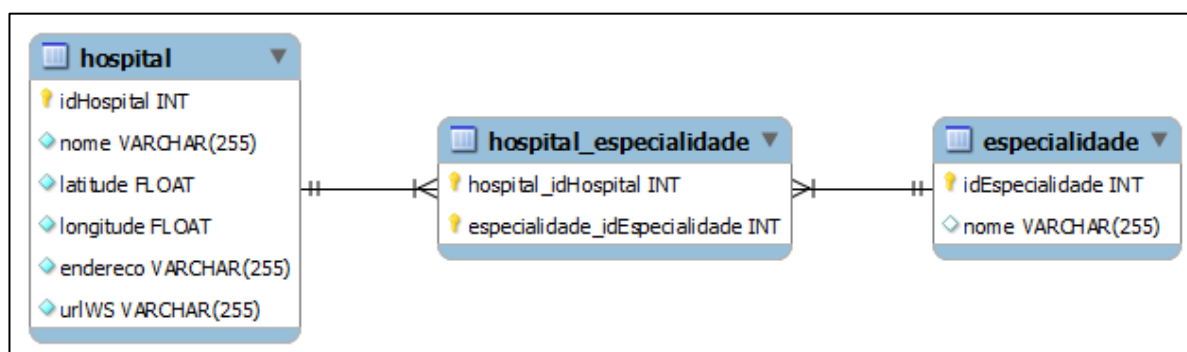 hospital
idHospital INT
nome VARCHAR(255)
latitude FLOAT
longitude FLOAT
endereco VARCHAR(255)
urlWS VARCHAR(255)
hospital_especialidade
hospital_idHospital INT
especialidade_idEspecialidade INT
especialidade
idEspecialidade INT
nome VARCHAR(255)